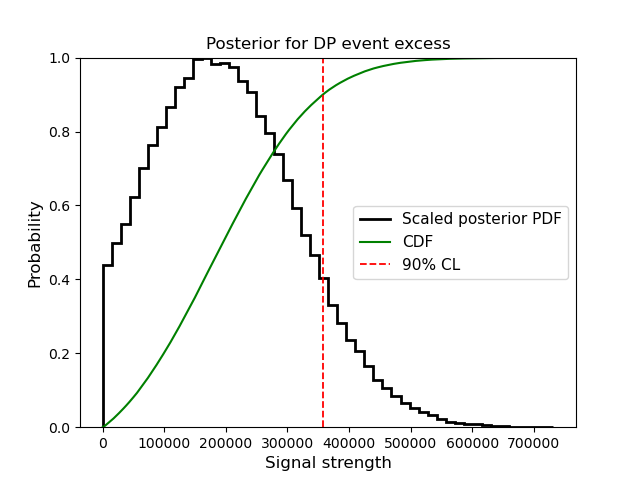 Posterior for DP event excess
1.0
0.8
0.6
0.4
0.2
0.0
Probability
Scaled posterior PDF
CDF
90% CL
0 100000 200000 300000 400000 500000 600000 700000
Signal strength